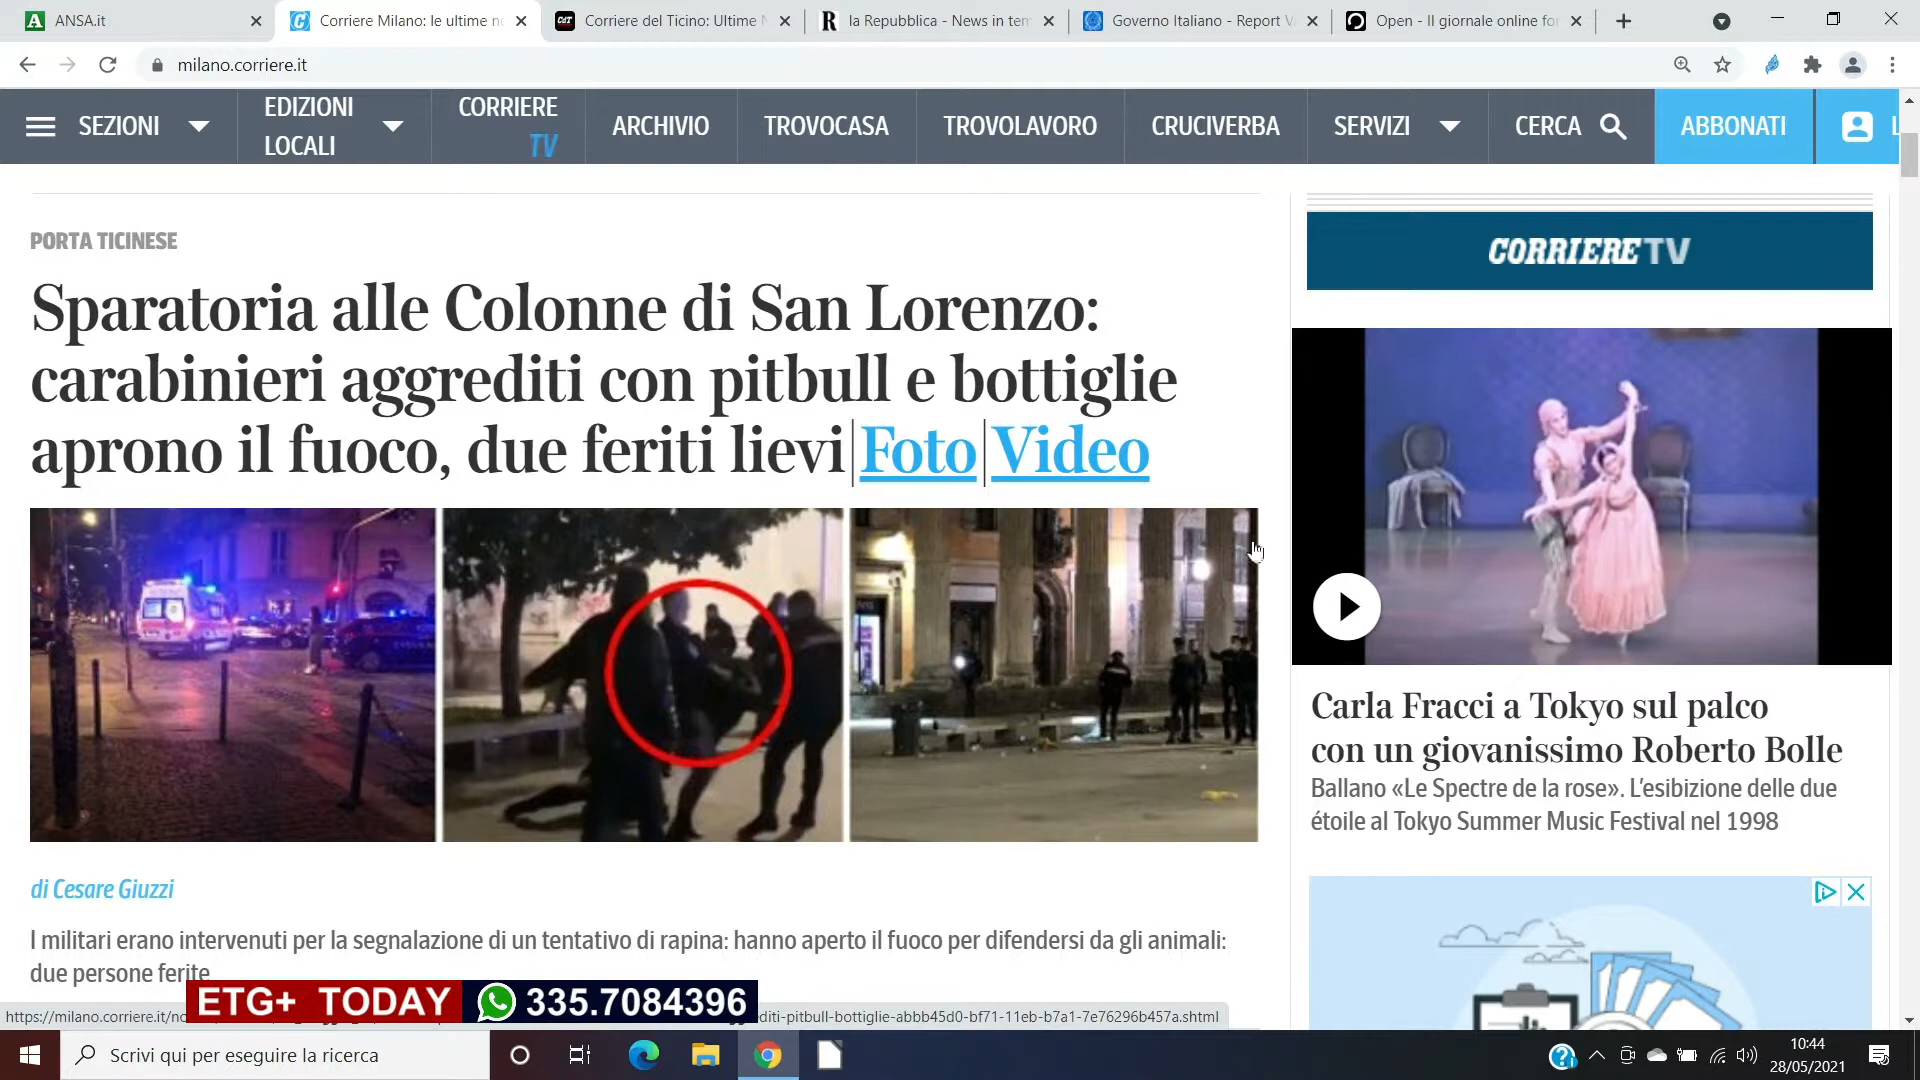 ANSA.it
Corriere Milano: le ultime no
Corriere del Ticino: Ultime
la Repubblica - News in tem
Governo Italiano - Report V
Open - Il giornale online fo
milano.corriere.it
SEZIONI
EDIZIONI
LOCALI
CORRIERE
TV
ARCHIVIO
TROVOCASA
TROVOLAVORO
CRUCIVERBA
SERVIZI
CERCA
ABBONATI
L
PORTA TICINESE
Sparatoria alle Colonne di San Lorenzo:
carabinieri aggrediti con pitbull e bottiglie
aprono il fuoco, due feriti lievi|Foto|Video
di Cesare Giuzzi
I militari erano intervenuti per la segnalazione di un tentativo di rapina: hanno aperto il fuoco per difendersi da gli animali:
due persone ferite
CORRIERE TV
Carla Fracci a Tokyo sul palco
con un giovanissimo Roberto Bolle
Ballano «Le Spectre de la rose». L'esibizione delle due
étoile al Tokyo Summer Music Festival nel 1998
ETG+ TODAY 335.7084396
https://milano.corriere.it/no editi-pitbull-bottiglie-abbb45d0-bf71-11eb-b7a1-7e76296b457a.shtml
Scrivi qui per eseguire la ricerca
10:44
28/05/2021